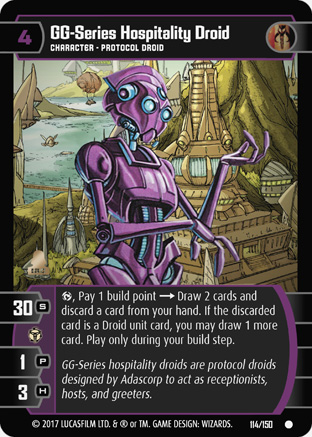 4
GG-Series Hospitality Droid
CHARACTER • PROTOCOL DROID
30 S
1 P
3 H
, Pay 1 build point → Draw 2 cards and
discard a card from your hand. If the discarded
card is a Droid unit card, you may draw 1 more
card. Play only during your build step.
GG-Series hospitality droids are protocol droids
designed by Adascorp to act as receptionists,
hosts, and greeters.
© 2017 LUCASFILM LTD. & ® or TM. GAME DESIGN: WIZARDS.
114/150